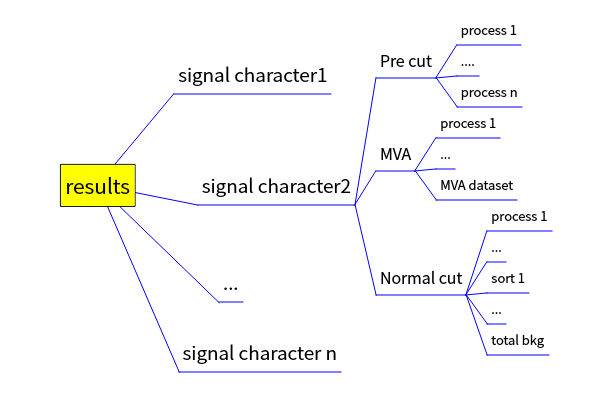 results
signal character1
signal character2
Pre cut
process 1
....
process n
MVA
process 1
...
MVA dataset
Normal cut
process 1
...
sort 1
...
total bkg
...
signal character n